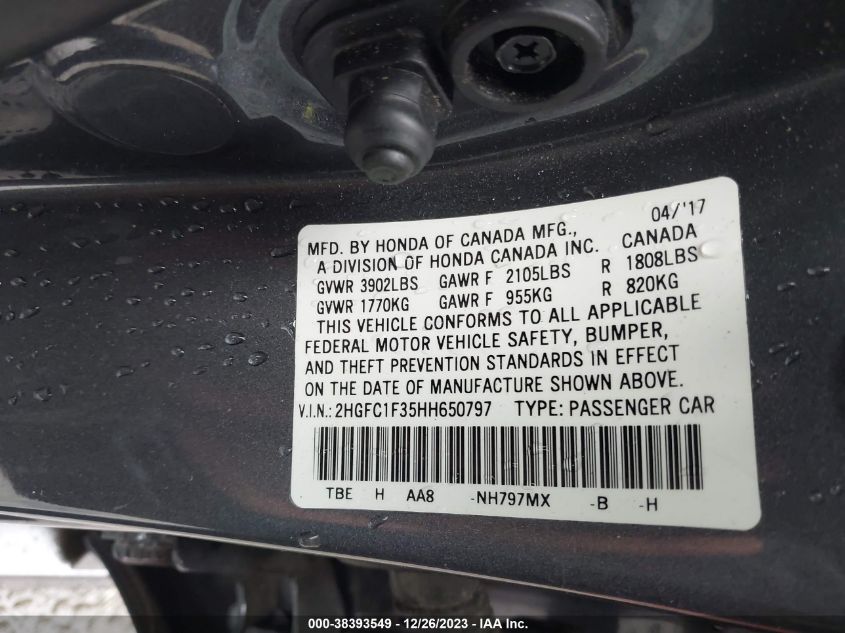 04/'17
MFD. BY HONDA OF CANADA MFG.,
A DIVISION OF HONDA CANADA INC. CANADA
GVWR 3902LBS GAWR F 2105LBS R 1808LBS
GVWR 1770KG GAWR F 955KG R 820KG
THIS VEHICLE CONFORMS TO ALL APPLICABLE
FEDERAL MOTOR VEHICLE SAFETY, BUMPER,
AND THEFT PREVENTION STANDARDS IN EFFECT
ON THE DATE OF MANUFACTURE SHOWN ABOVE.
V.I.N.: 2HGFC1F35HH650797 TYPE: PASSENGER CAR
TBE H AA8 -NH797MX -B -H
000-38393549 - 12/26/2023 - IAA Inc.